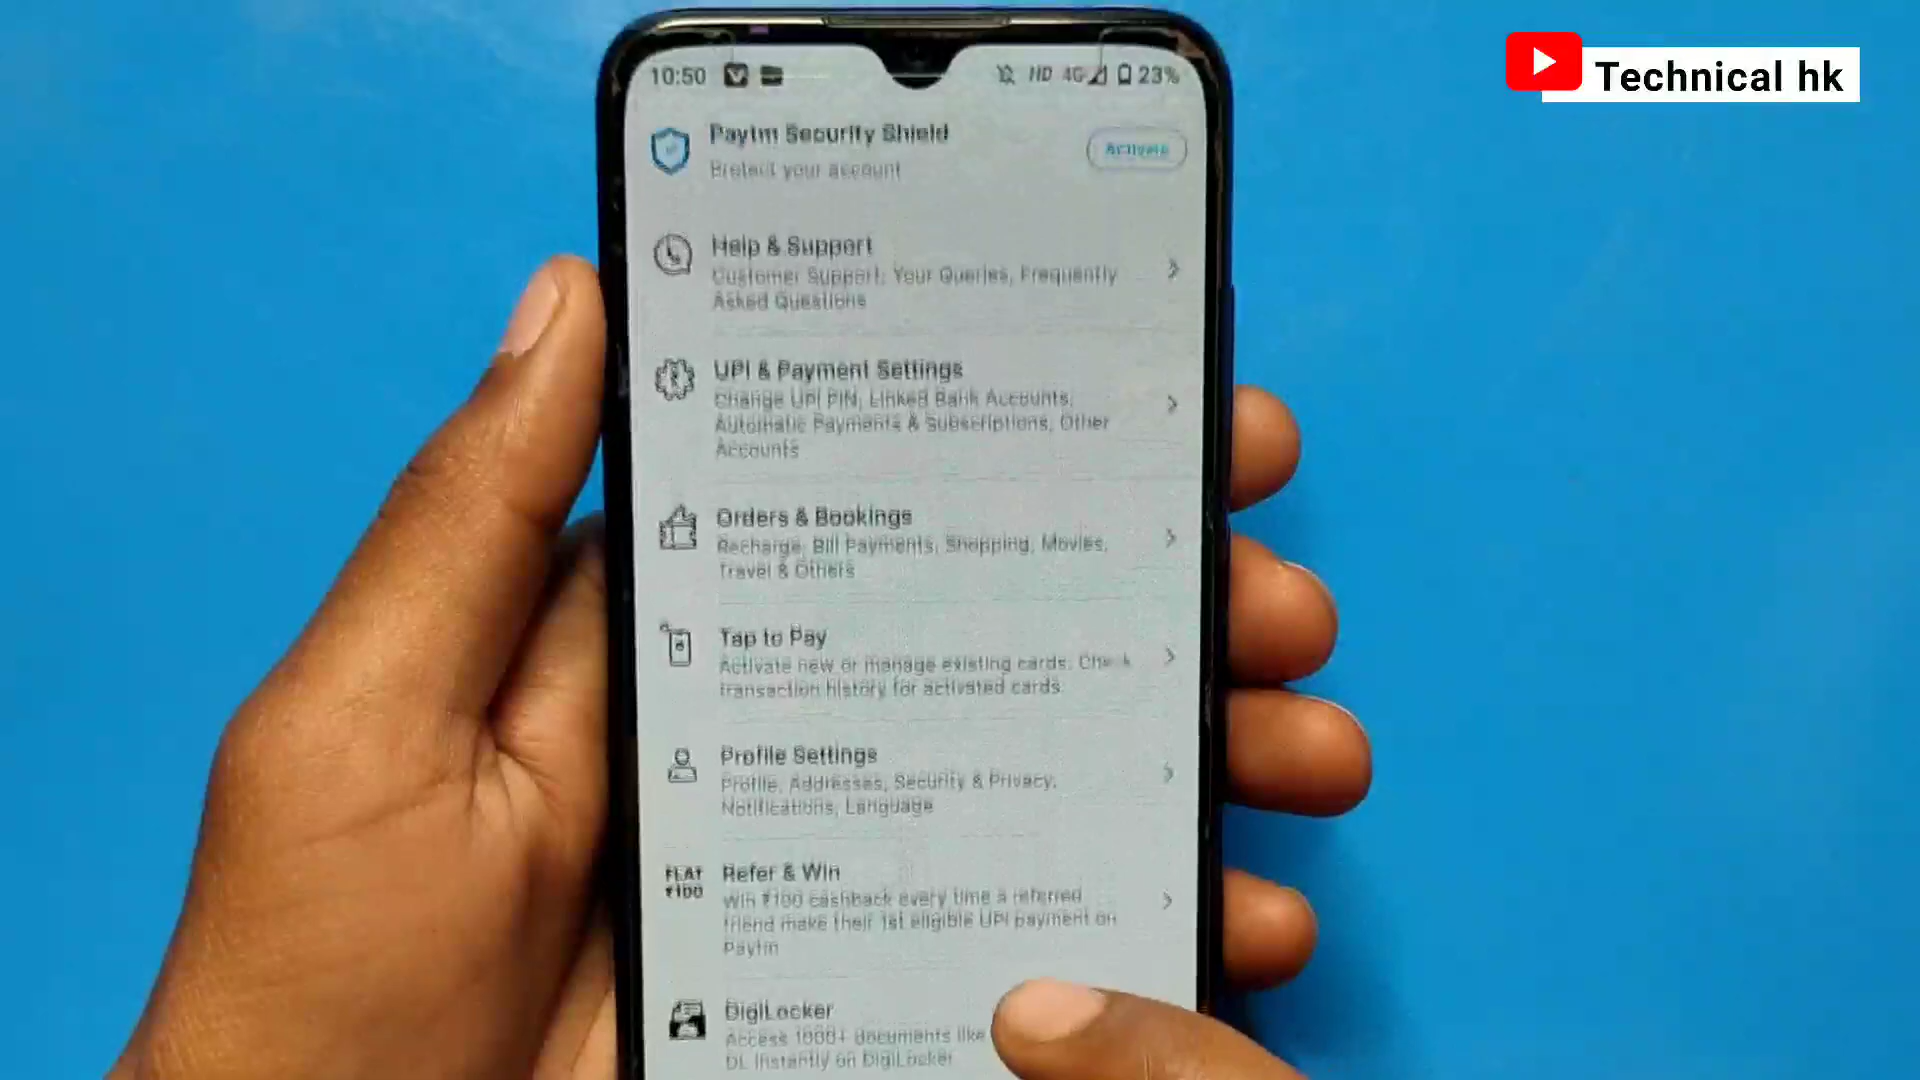 10:50 HD 4G 23%
Technical hk
Paytm Security Shield
Activate
Protect your account
Help & Support
Customer Support, Your Queries, Frequently
Asked Questions
UPI & Payment Settings
Change UPI PIN, Linked Bank Accounts,
Automatic Payments & Subscriptions, Other
Accounts
Orders & Bookings
Recharge, Bill Payments, Shopping, Movies,
Travel & Others
Tap to Pay
Activate new or manage existing cards. Check
transaction history for activated cards
Profile Settings
Profile, Addresses, Security & Privacy,
Notifications, Language
FLAT
₹100
Refer & Win
Win ₹100 cashback every time a referred
friend make their 1st eligible UPI payment on
Paytm
DigiLocker
Access 1000+ documents like
DL instantly on DigiLocker